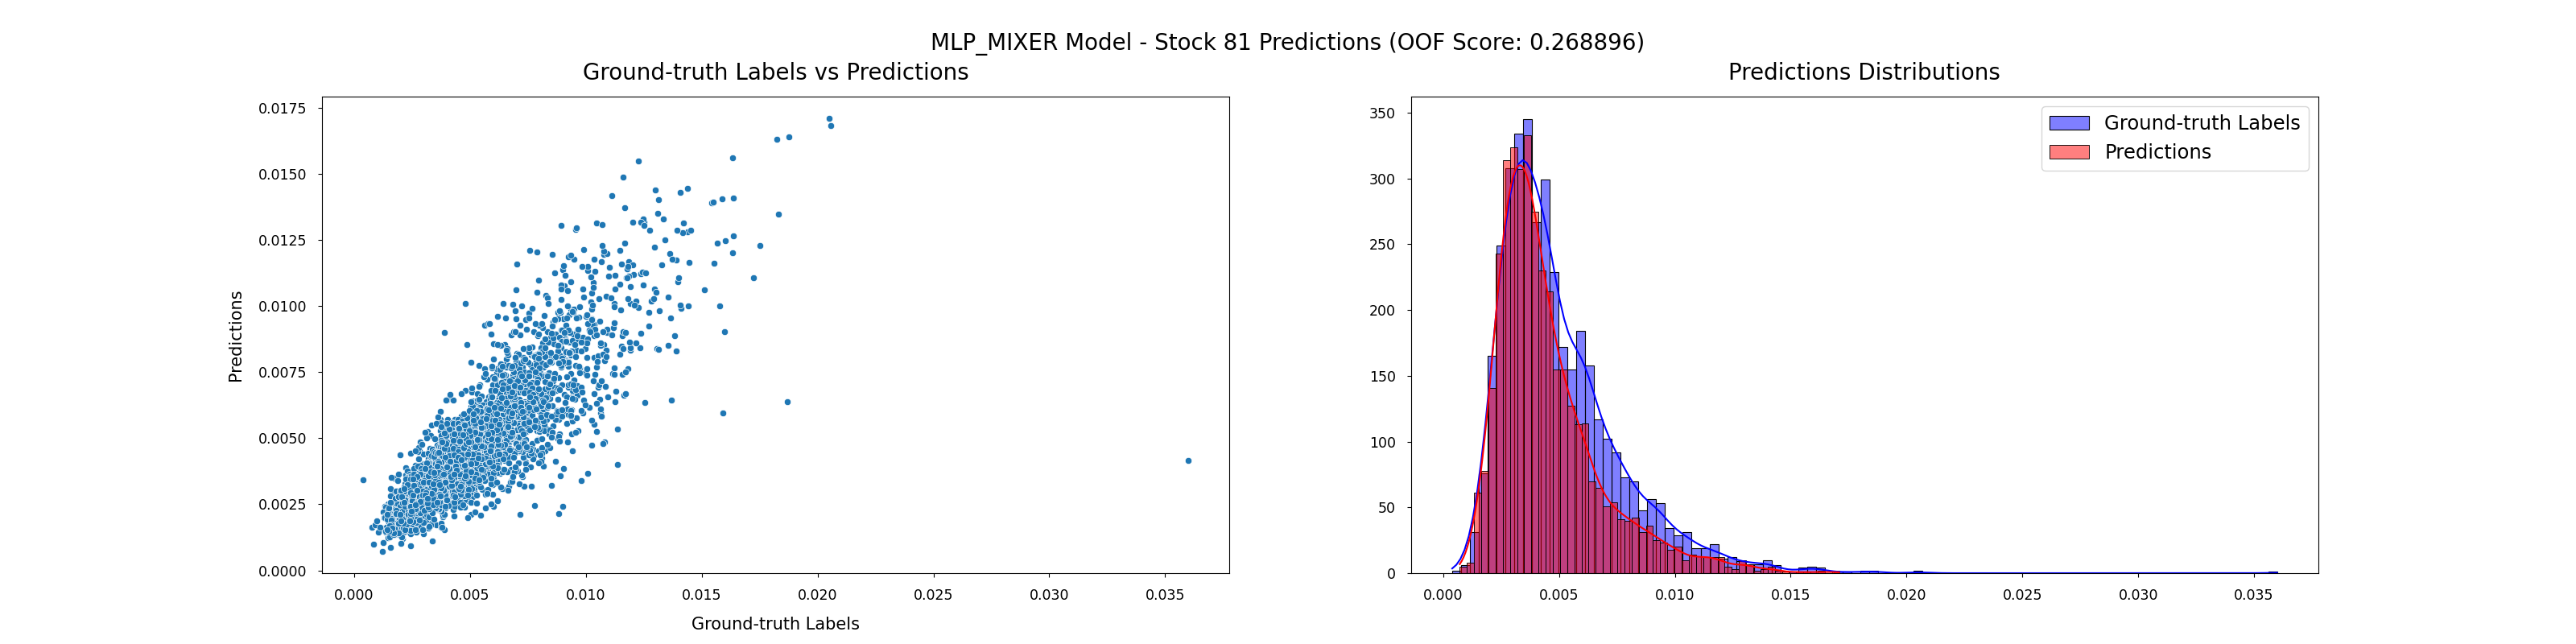 MLP_MIXER Model - Stock 81 Predictions (OOF Score: 0.268896)
Ground-truth Labels vs Predictions
0.0175
0.0150
0.0125
0.0100
0.0075
0.0050
0.0025
0.0000
Predictions
0.000 0.005 0.010 0.015 0.020 0.025 0.030 0.035
Ground-truth Labels
Predictions Distributions
350
300
250
200
150
100
50
0
0.000 0.005 0.010 0.015 0.020 0.025 0.030 0.035
Ground-truth Labels
Predictions